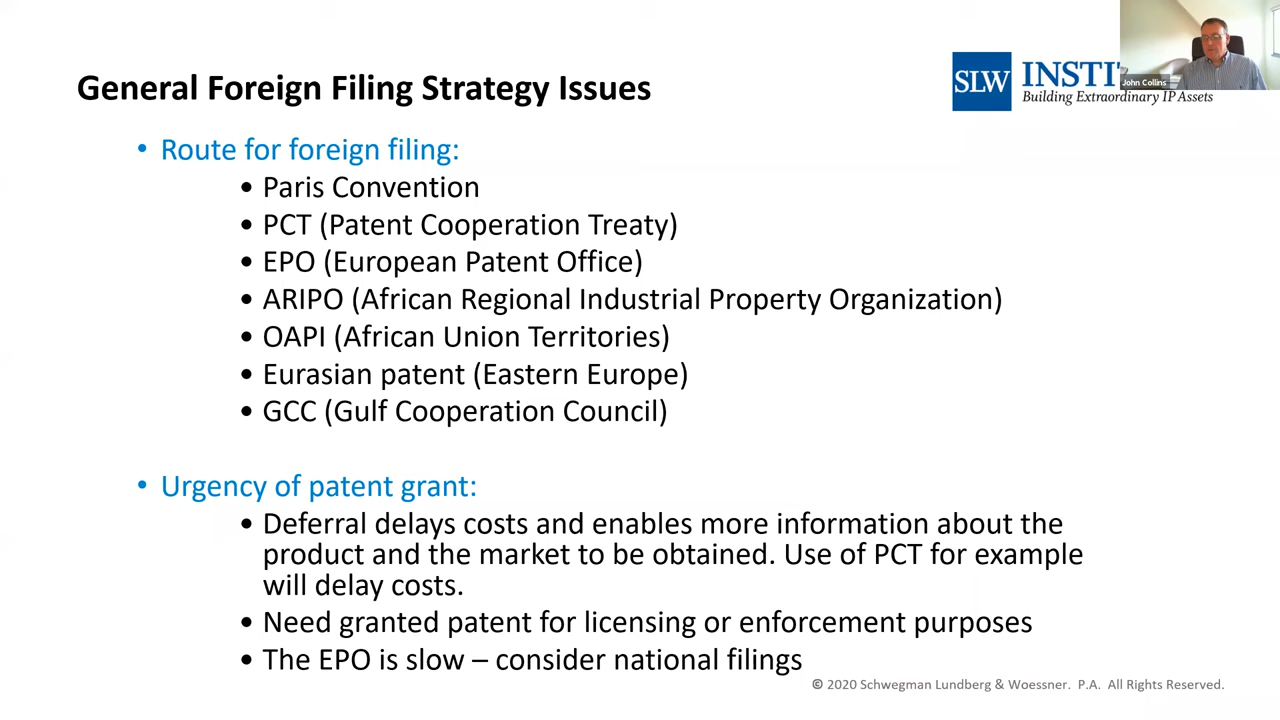 General Foreign Filing Strategy Issues
SLW
INSTI
Building Extraordinary IP Assets
John Collins
• Route for foreign filing:
• Paris Convention
• PCT (Patent Cooperation Treaty)
• EPO (European Patent Office)
• ARIPO (African Regional Industrial Property Organization)
• OAPI (African Union Territories)
• Eurasian patent (Eastern Europe)
• GCC (Gulf Cooperation Council)
• Urgency of patent grant:
• Deferral delays costs and enables more information about the
product and the market to be obtained. Use of PCT for example
will delay costs.
• Need granted patent for licensing or enforcement purposes
• The EPO is slow – consider national filings
© 2020 Schwegman Lundberg & Woessner. P.A. All Rights Reserved.